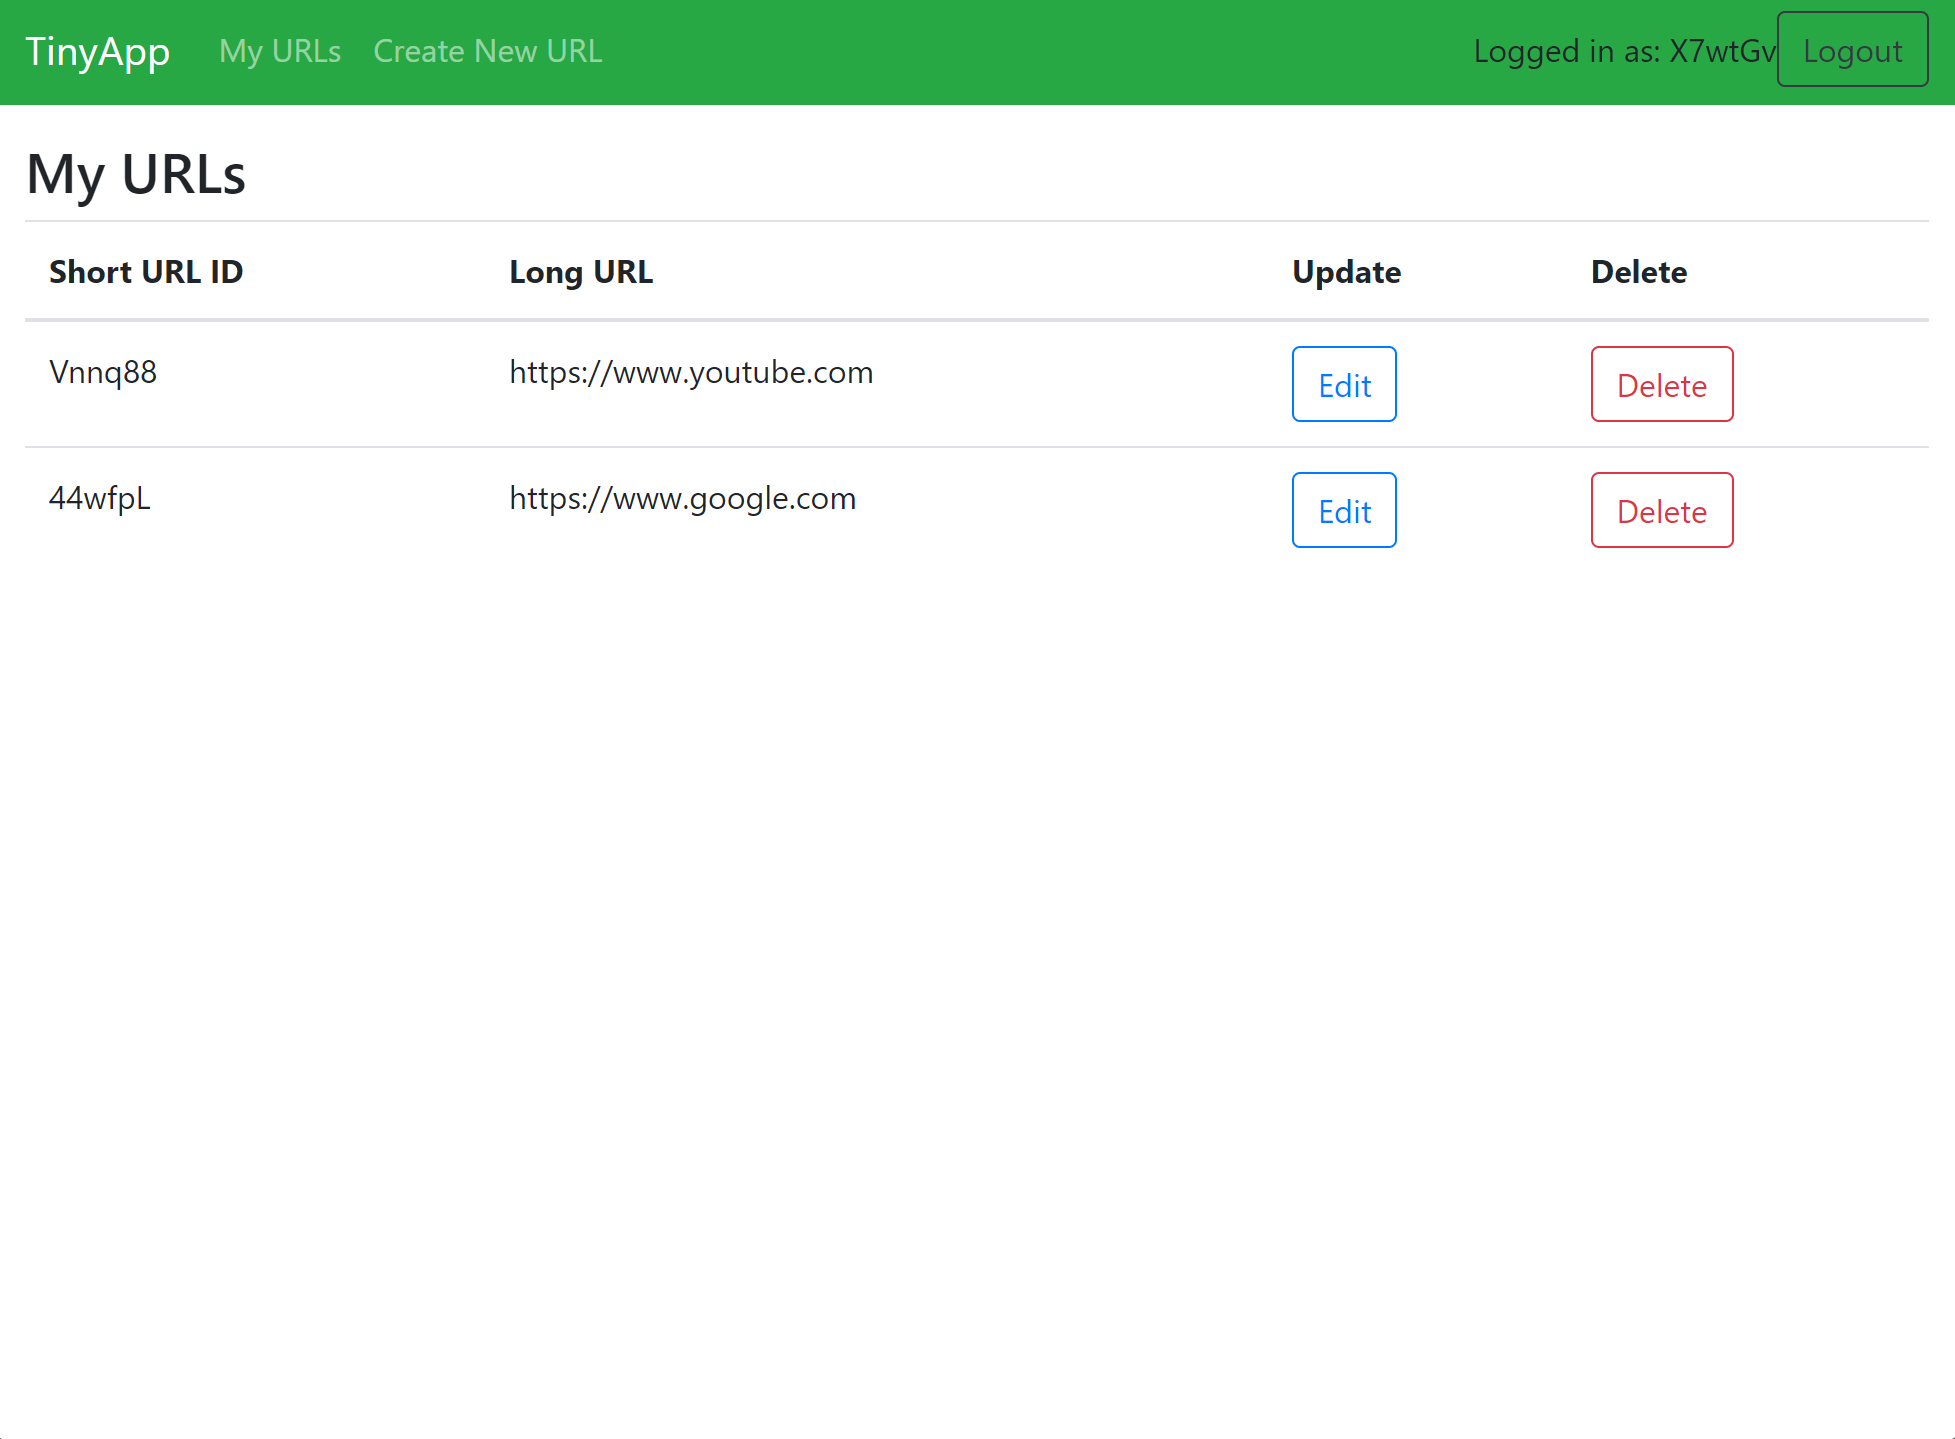 TinyApp My URLs Create New URL Logged in as: X7wtGv Logout
My URLs
Short URL ID Long URL Update Delete
Vnnq88 https://www.youtube.com Edit Delete
44wfpL https://www.google.com Edit Delete